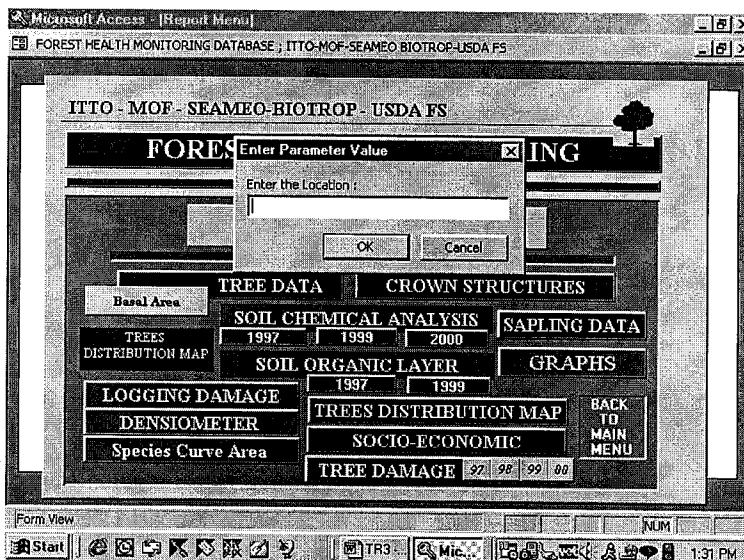 Microsoft Access - [Report Menu]
FOREST HEALTH MONITORING DATABASE ; ITTO-MOF-SEAMEO BIOTROP-USDA FS
ITTO - MOF - SEAMEO-BIOTROP - USDA FS
FORES ING
Enter Parameter Value
Enter the Location :
OK Cancel
TREE DATA CROWN STRUCTURES
Basal Area
SOIL CHEMICAL ANALYSIS SAPLING DATA
1997 1999 2000
TREES
DISTRIBUTION MAP
SOIL ORGANIC LAYER GRAPHS
1997 1999
LOGGING DAMAGE
TREES DISTRIBUTION MAP
BACK
TO
MAIN
MENU
DENSIOMETER
SOCIO-ECONOMIC
Species Curve Area
TREE DAMAGE 97 98 99 00
Form View NUM
Start TR3... Mic... 1:31 PM